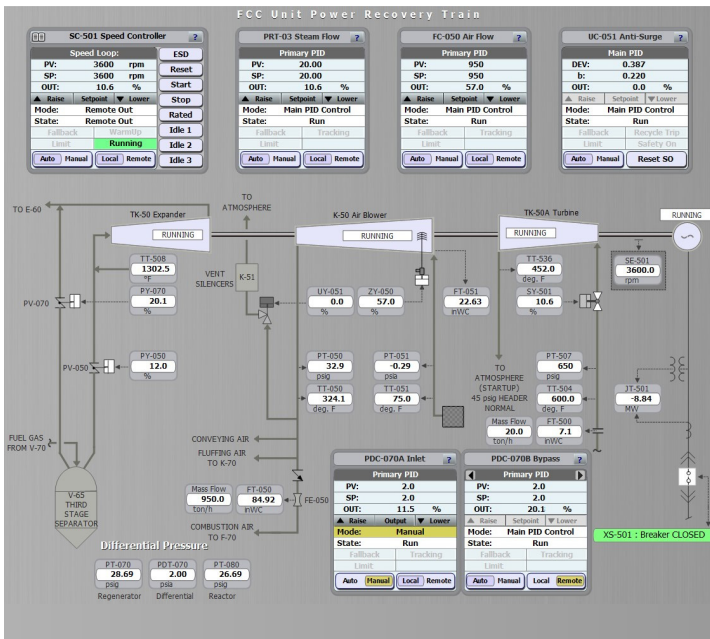 FCC Unit Power Recovery Train
SC-501 Speed Controller ?
Speed Loop:
PV: 3600 rpm
SP: 3600 rpm
OUT: 10.6 %
Raise Setpoint Lower
Mode: Remote Out
State: Remote Out
Fallback WarmUp
Limit Running
Auto Manual Local Remote
ESD
Reset
Start
Stop
Rated
Idle 1
Idle 2
Idle 3
PRT-03 Steam Flow ?
Primary PID
PV: 20.00
SP: 20.00
OUT: 10.6 %
Raise Setpoint Lower
Mode: Main PID Control
State: Run
Fallback Tracking
Limit
Auto Manual Local Remote
FC-050 Air Flow ?
Primary PID
PV: 950
SP: 950
OUT: 57.0 %
Raise Setpoint Lower
Mode: Main PID Control
State: Run
Fallback Tracking
Limit
Auto Manual Local Remote
UC-051 Anti-Surge ?
Main PID
DEV: 0.387
b: 0.220
OUT: 0.0 %
Raise Setpoint Lower
Mode: Main PID Control
State: Run
Fallback Recycle Trip
Limit Safety On
Auto Manual Reset SO
TO E-60
TO
ATMOSPHERE
TK-50 Expander
RUNNING
K-50 Air Blower
RUNNING
TK-50A Turbine
RUNNING
RUNNING
TT-508
1302.5
°F
PY-070
20.1
%
PV-070
PY-050
12.0
%
PV-050
VENT
SILENCERS
K-51
UY-051
0.0
%
ZY-050
57.0
%
FT-051
22.63
inWC
TT-536
452.0
deg. F
SY-501
10.6
%
SE-501
3600.0
rpm
PT-050
32.9
psig
PT-051
-0.29
psia
TT-050
324.1
deg. F
TT-051
75.0
deg. F
TO
ATMOSPHERE
(STARTUP)
45 psig HEADER
NORMAL
PT-507
650
psig
TT-504
600.0
deg. F
Mass Flow
20.0
ton/h
FT-500
7.1
inWC
JT-501
-8.84
MW
FUEL GAS
FROM V-70
V-65
THIRD
STAGE
SEPARATOR
CONVEYING AIR
FLUFFING AIR
TO K-70
Mass Flow
950.0
ton/h
FT-050
84.92
inWC
FE-050
COMBUSTION AIR
TO F-70
PDC-070A Inlet ?
Primary PID
PV: 2.0
SP: 2.0
OUT: 11.5 %
Raise Output Lower
Mode: Manual
State: Run
Fallback Tracking
Limit
Auto Manual Local Remote
PDC-070B Bypass ?
Primary PID
PV: 2.0
SP: 2.0
OUT: 20.1 %
Raise Setpoint Lower
Mode: Main PID Control
State: Run
Fallback Tracking
Limit
Auto Manual Local Remote
XS-501 : Breaker CLOSED
Differential Pressure
PT-070
28.69
psig
Regenerator
PDT-070
2.00
psia
Differential
PT-080
26.69
psig
Reactor